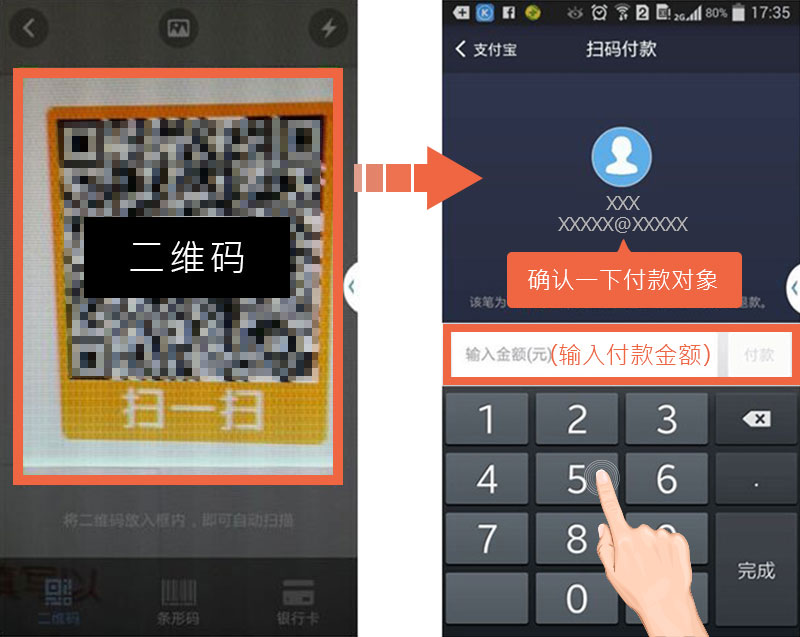 二维码
扫一扫
将二维码放入框内，即可自动扫描
二维码
条形码
银行卡
2G 80% 17:35
支付宝
扫码付款
XXX
XXXXX@XXXXX
确认一下付款对象
该笔为
退款。
输入金额(元)(输入付款金额)
付款
1 2 3
4 5 6 .
7 8
完成
0